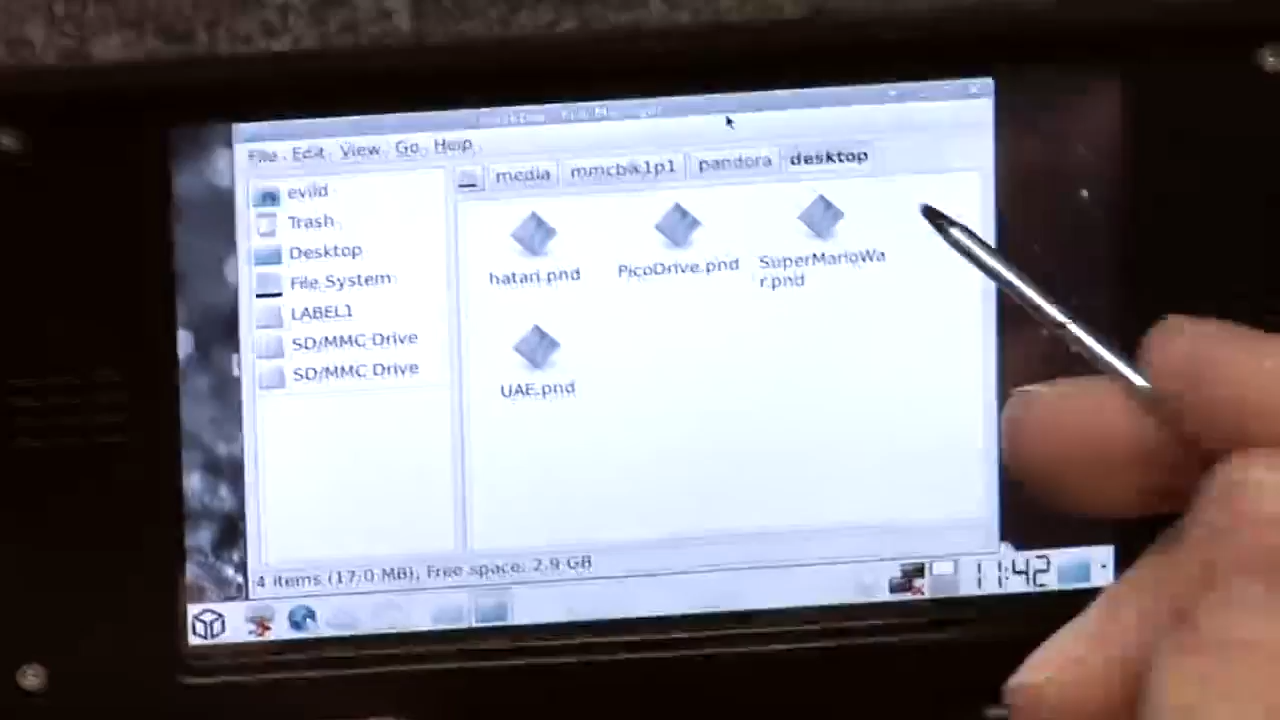 File Edit View Go Help
media mmcblk1p1 pandora desktop
evild
Trash
Desktop
File System
LABEL1
SD/MMC Drive
SD/MMC Drive
hatari.pnd
PicoDrive.pnd
SuperMarioWa
r.pnd
UAE.pnd
4 items (17.0 MB), Free space: 2.9 GB
11:42